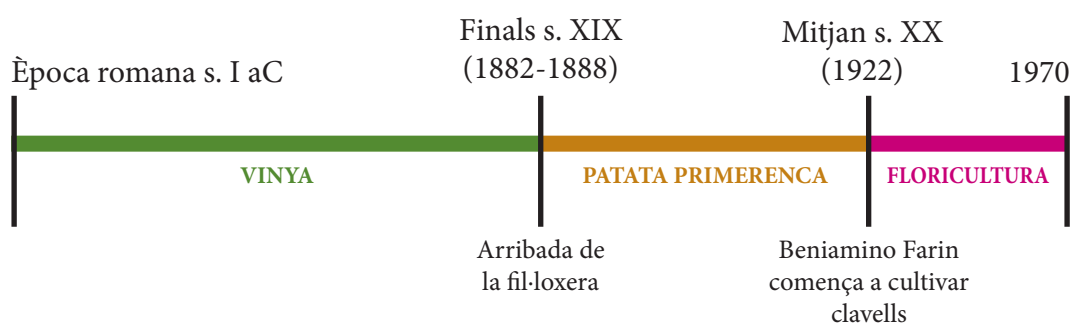 Època romana s. I aC
Finals s. XIX
(1882-1888)
Mitjan s. XX
(1922)
1970
VINYA
PATATA PRIMERENCA
FLORICULTURA
Arribada de
la fil·loxera
Beniamino Farin
comença a cultivar
clavells